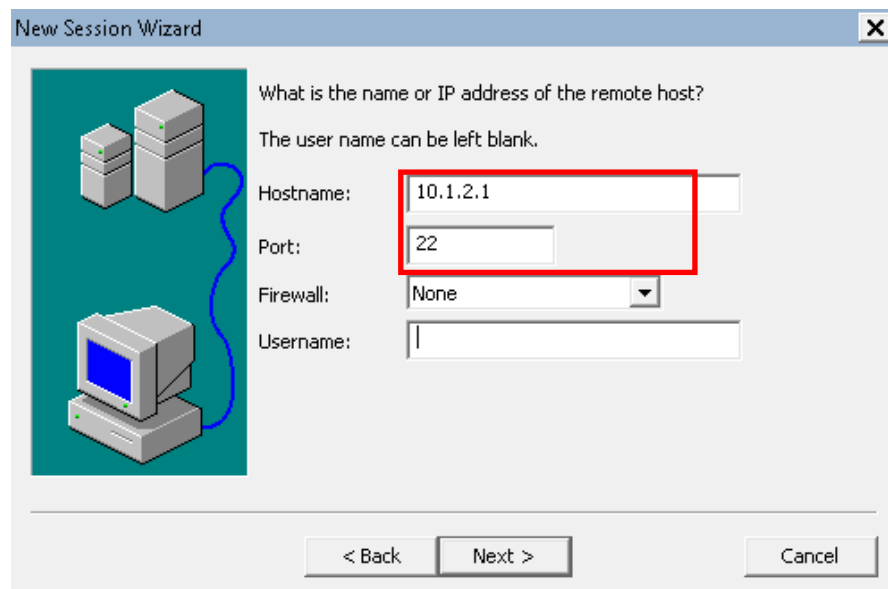 New Session Wizard
What is the name or IP address of the remote host?
The user name can be left blank.
Hostname: 10.1.2.1
Port: 22
Firewall: None
Username:
< Back Next > Cancel